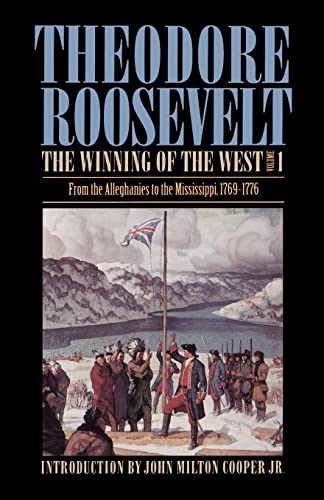 THEODORE
ROOSEVELT
THE WINNING OF THE WEST VOLUME 1
From the Alleghanies to the Mississippi, 1769-1776
INTRODUCTION BY JOHN MILTON COOPER JR.